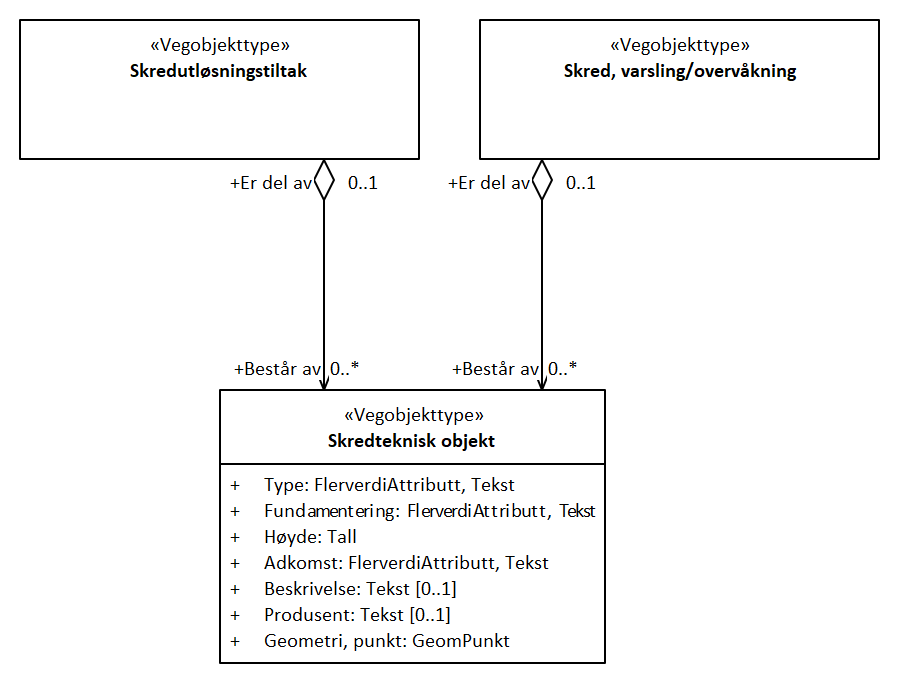 «Vegobjekttype»
Skredutløsningstiltak
«Vegobjekttype»
Skred, varsling/overvåkning
+Er del av 0..1
+Er del av 0..1
+Består av 0..*
+Består av 0..*
«Vegobjekttype»
Skredteknisk objekt
+ Type: FlerverdiAttributt, Tekst
+ Fundamentering: FlerverdiAttributt, Tekst
+ Høyde: Tall
+ Adkomst: FlerverdiAttributt, Tekst
+ Beskrivelse: Tekst [0..1]
+ Produsent: Tekst [0..1]
+ Geometri, punkt: GeomPunkt